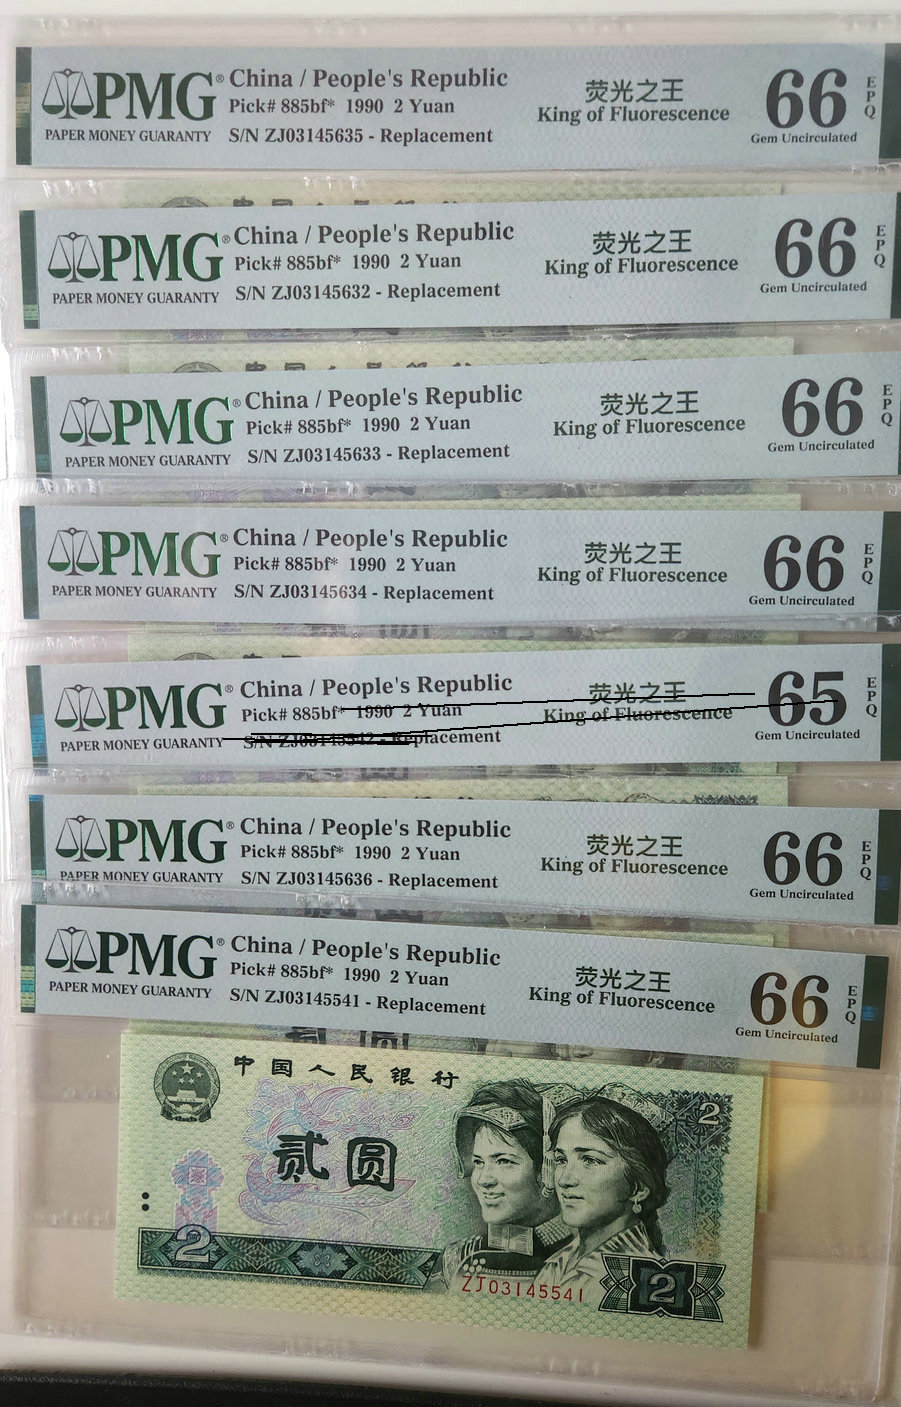 PMG®
PAPER MONEY GUARANTY
China / People's Republic
Pick# 885bf* 1990 2 Yuan
S/N ZJ03145635 - Replacement
荧光之王
King of Fluorescence
66
EPQ
Gem Uncirculated
PMG®
PAPER MONEY GUARANTY
China / People's Republic
Pick# 885bf* 1990 2 Yuan
S/N ZJ03145632 - Replacement
荧光之王
King of Fluorescence
66
EPQ
Gem Uncirculated
PMG®
PAPER MONEY GUARANTY
China / People's Republic
Pick# 885bf* 1990 2 Yuan
S/N ZJ03145633 - Replacement
荧光之王
King of Fluorescence
66
EPQ
Gem Uncirculated
PMG®
PAPER MONEY GUARANTY
China / People's Republic
Pick# 885bf* 1990 2 Yuan
S/N ZJ03145634 - Replacement
荧光之王
King of Fluorescence
66
EPQ
Gem Uncirculated
PMG®
PAPER MONEY GUARANTY
China / People's Republic
Pick# 885bf* 1990 2 Yuan
S/N - Replacement
荧光之王
King of Fluorescence
65
EPQ
Gem Uncirculated
PMG®
PAPER MONEY GUARANTY
China / People's Republic
Pick# 885bf* 1990 2 Yuan
S/N ZJ03145636 - Replacement
荧光之王
King of Fluorescence
66
EPQ
Gem Uncirculated
PMG®
PAPER MONEY GUARANTY
China / People's Republic
Pick# 885bf* 1990 2 Yuan
S/N ZJ03145541 - Replacement
荧光之王
King of Fluorescence
66
EPQ
Gem Uncirculated
中国人民银行
2
贰圆
2
ZJ03145541
2